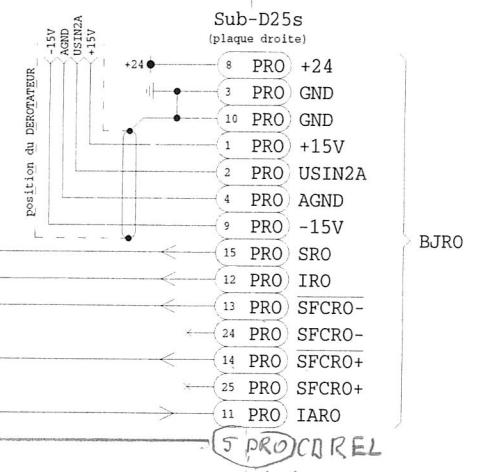 Sub-D25s
(plaque droite)
-15V
AGND
USIN2A
+15V
position du DEROTATEUR
+24
8 PRO +24
3 PRO GND
10 PRO GND
1 PRO +15V
2 PRO USIN2A
4 PRO AGND
9 PRO -15V
15 PRO SRO
12 PRO IRO
13 PRO SFCRO-
24 PRO SFCRO-
14 PRO SFCRO+
25 PRO SFCRO+
11 PRO IARO
5 PRO CDREL
BJRO